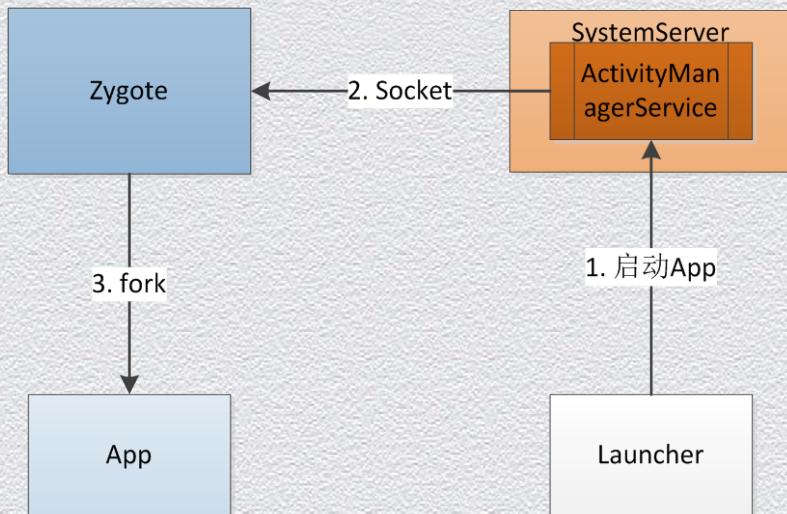 SystemServer
Zygote
2. Socket
ActivityMan
agerService
3. fork
1. 启动App
App
Launcher